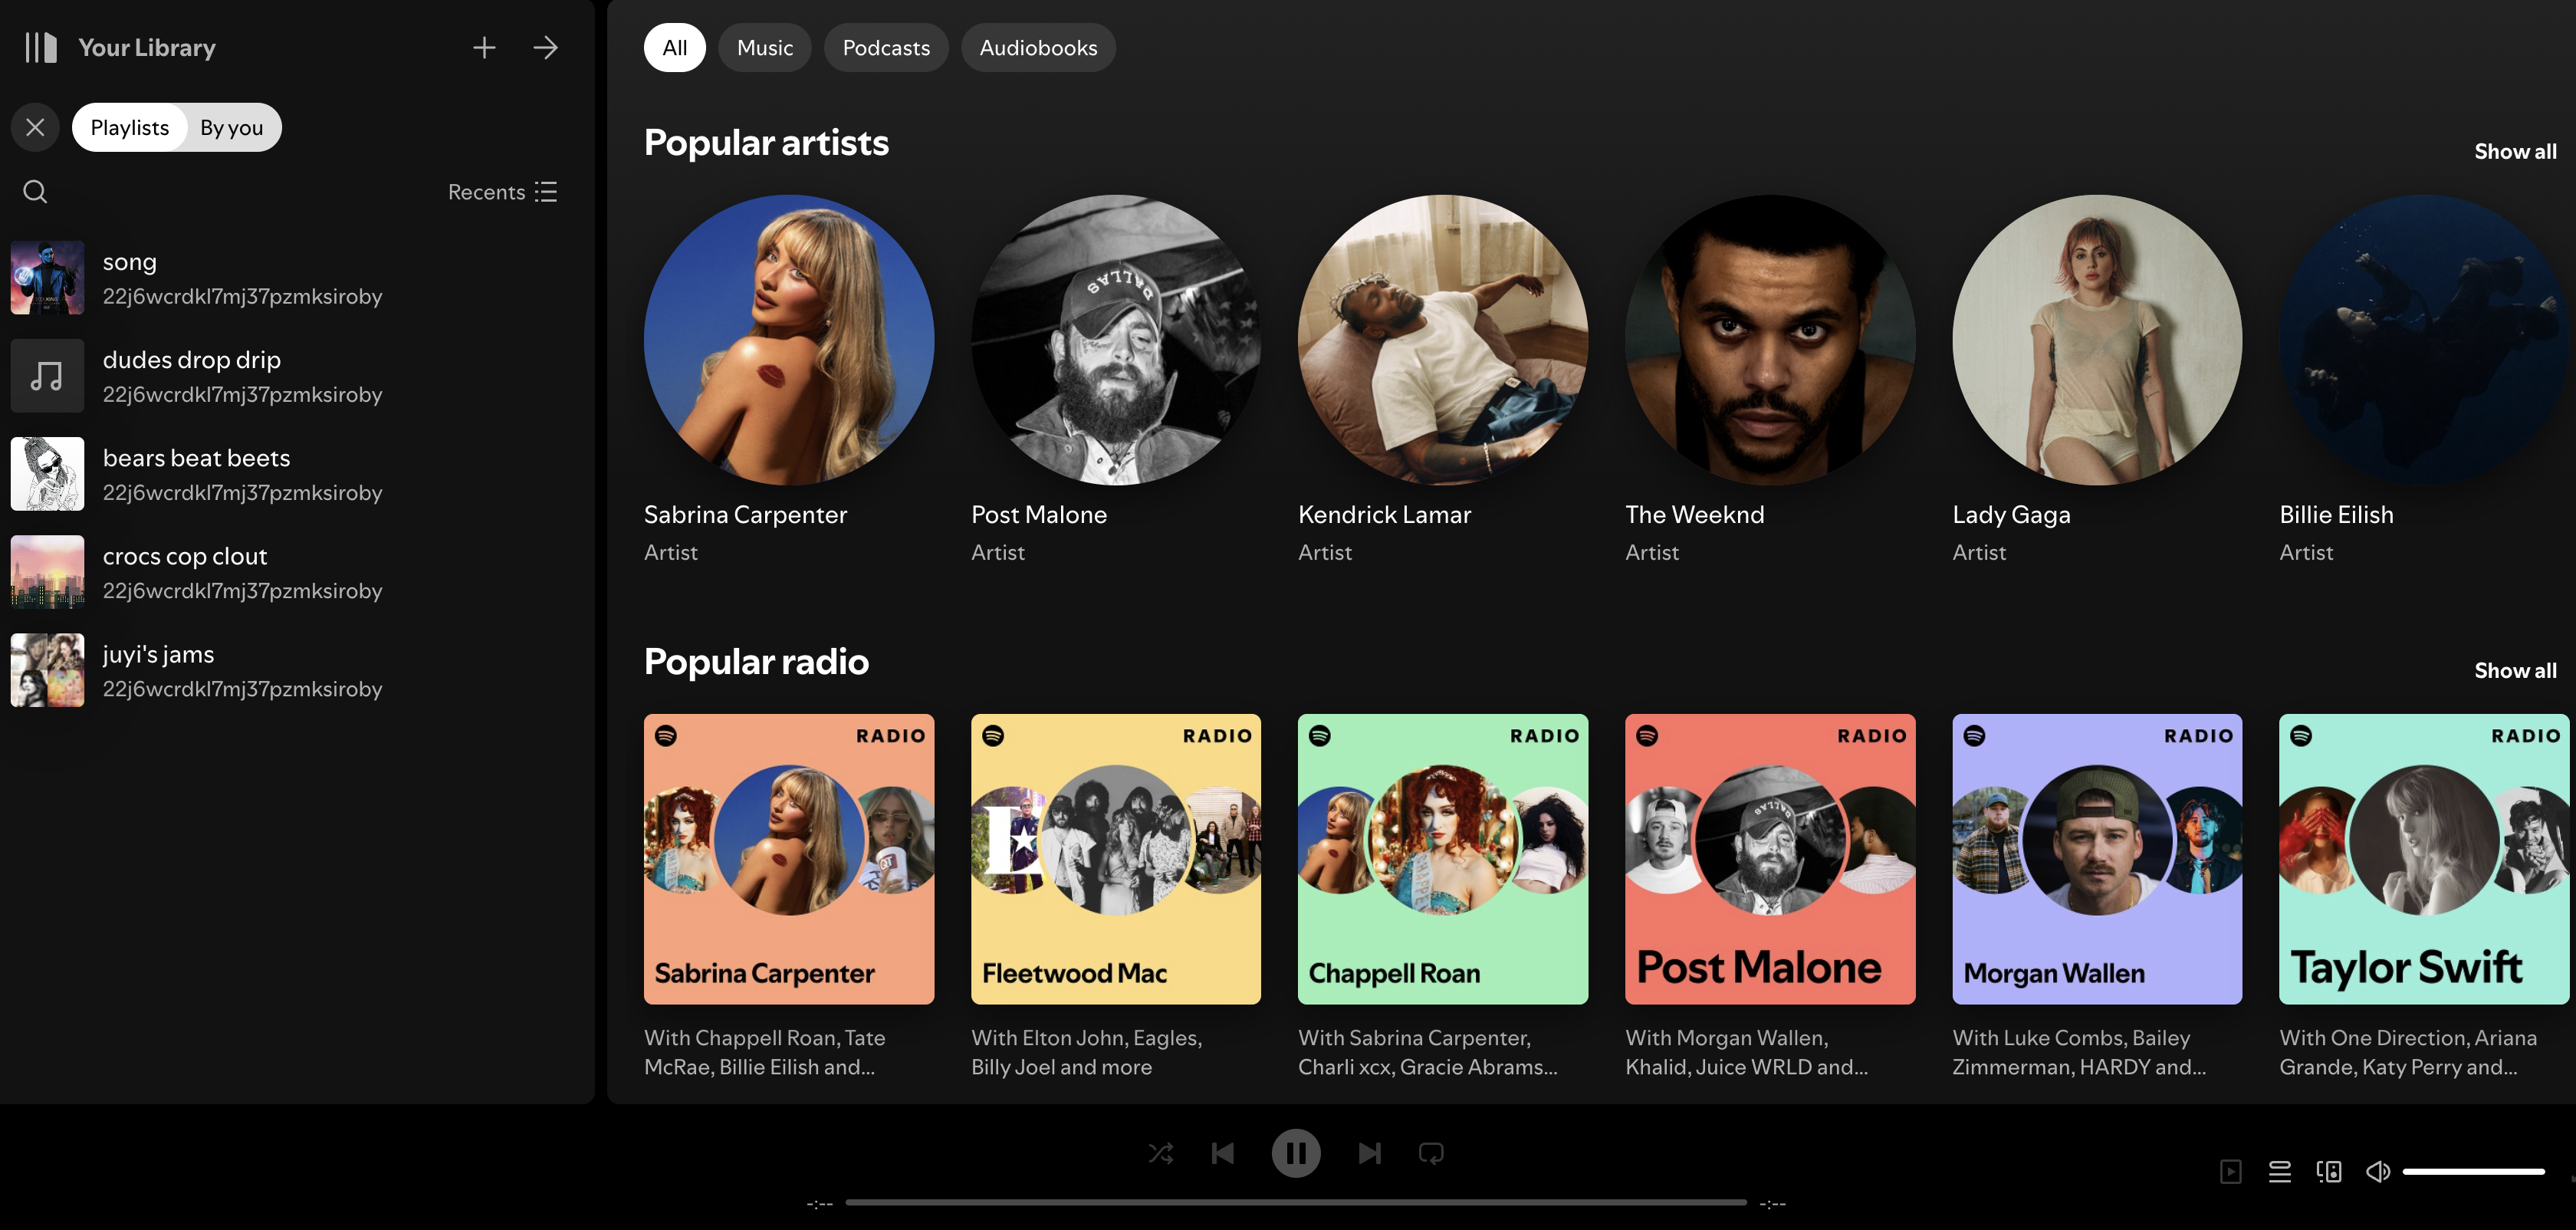 Your Library
Playlists By you
Recents
song
22j6wcrdkl7mj37pzmksiroby
dudes drop drip
22j6wcrdkl7mj37pzmksiroby
bears beat beets
22j6wcrdkl7mj37pzmksiroby
crocs cop clout
22j6wcrdkl7mj37pzmksiroby
juyi's jams
22j6wcrdkl7mj37pzmksiroby
All Music Podcasts Audiobooks
Popular artists
Show all
DALLAS
Sabrina Carpenter
Artist
Post Malone
Artist
Kendrick Lamar
Artist
The Weeknd
Artist
Lady Gaga
Artist
Billie Eilish
Artist
Popular radio
Show all
RADIO
Sabrina Carpenter
With Chappell Roan, Tate
McRae, Billie Eilish and...
RADIO
Fleetwood Mac
With Elton John, Eagles,
Billy Joel and more
RADIO
Chappell Roan
With Sabrina Carpenter,
Charli xcx, Gracie Abrams...
RADIO
DALLAS
Post Malone
With Morgan Wallen,
Khalid, Juice WRLD and...
RADIO
Morgan Wallen
With Luke Combs, Bailey
Zimmerman, HARDY and...
RADIO
Taylor Swift
With One Direction, Ariana
Grande, Katy Perry and...
-:--
-:--